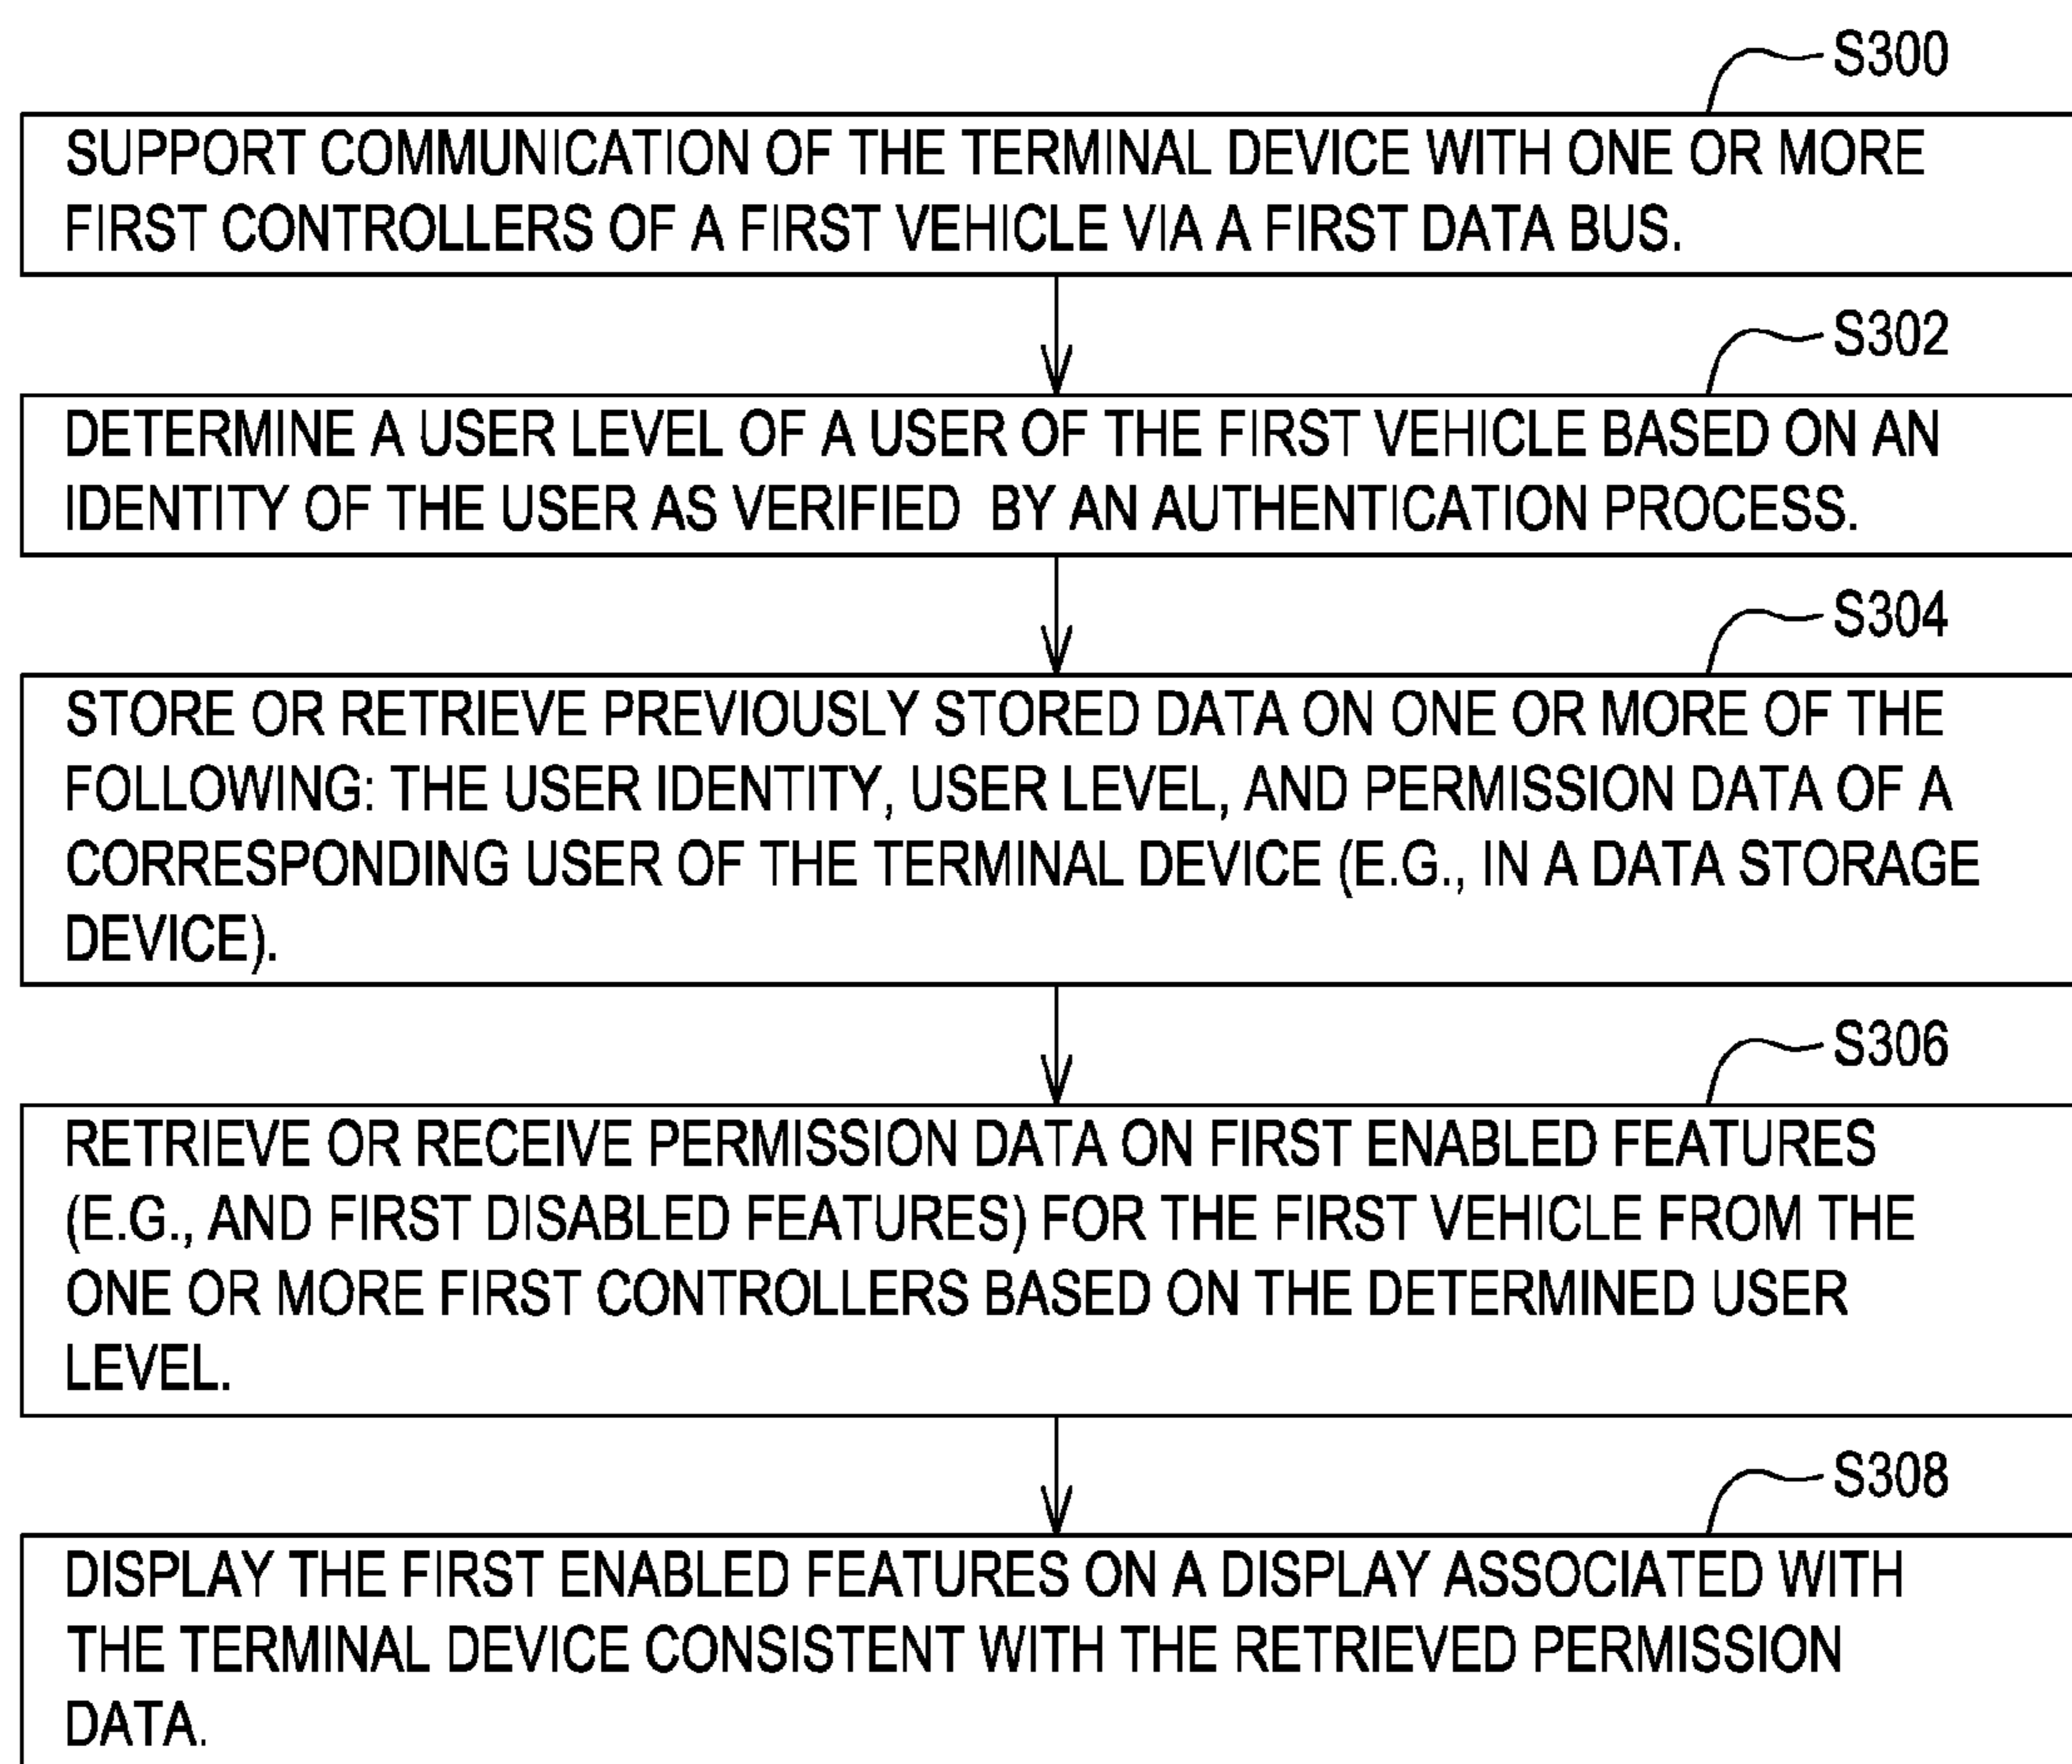 S300
SUPPORT COMMUNICATION OF THE TERMINAL DEVICE WITH ONE OR MORE
FIRST CONTROLLERS OF A FIRST VEHICLE VIA A FIRST DATA BUS.
S302
DETERMINE A USER LEVEL OF A USER OF THE FIRST VEHICLE BASED ON AN
IDENTITY OF THE USER AS VERIFIED BY AN AUTHENTICATION PROCESS.
S304
STORE OR RETRIEVE PREVIOUSLY STORED DATA ON ONE OR MORE OF THE
FOLLOWING: THE USER IDENTITY, USER LEVEL, AND PERMISSION DATA OF A
CORRESPONDING USER OF THE TERMINAL DEVICE (E.G., IN A DATA STORAGE
DEVICE).
S306
RETRIEVE OR RECEIVE PERMISSION DATA ON FIRST ENABLED FEATURES
(E.G., AND FIRST DISABLED FEATURES) FOR THE FIRST VEHICLE FROM THE
ONE OR MORE FIRST CONTROLLERS BASED ON THE DETERMINED USER
LEVEL.
S308
DISPLAY THE FIRST ENABLED FEATURES ON A DISPLAY ASSOCIATED WITH
THE TERMINAL DEVICE CONSISTENT WITH THE RETRIEVED PERMISSION
DATA.